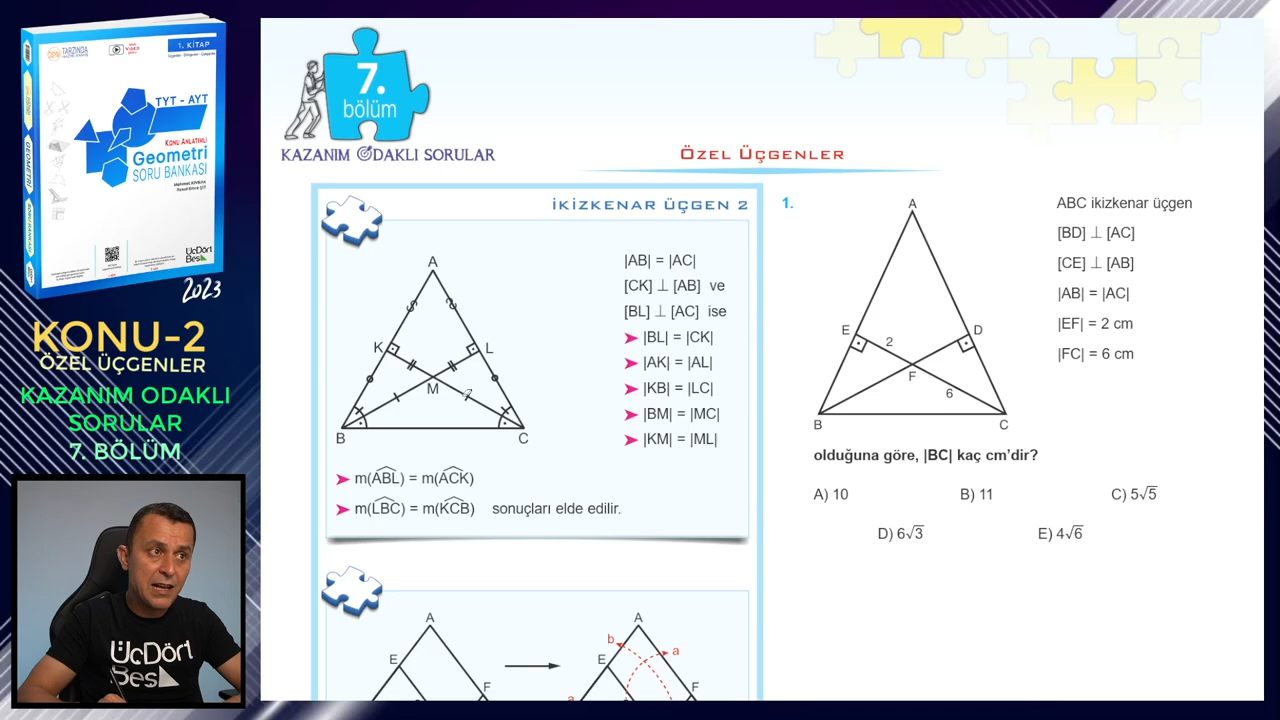 1. KİTAP
TYT - AYT
KONU ANLATIMLI
Geometri
SORU BANKASI
ÜçDört
Beş
2023
KONU-2
ÖZEL ÜÇGENLER
KAZANIM ODAKLI
SORULAR
7. BÖLÜM
ÜçDört
Beş
7.
bölüm
KAZANIM ODAKLI SORULAR
ÖZEL ÜÇGENLER
İKİZKENAR ÜÇGEN 2
A
K
L
M
B
C
|AB| = |AC|
[CK] ⊥ [AB] ve
[BL] ⊥ [AC] ise
|BL| = |CK|
|AK| = |AL|
|KB| = |LC|
|BM| = |MC|
|KM| = |ML|
m(ABL) = m(ACK)
m(LBC) = m(KCB) sonuçları elde edilir.
A
E
F
A
b
a
E
F
a
1.
A
E
D
2
F
6
B
C
ABC ikizkenar üçgen
[BD] ⊥ [AC]
[CE] ⊥ [AB]
|AB| = |AC|
|EF| = 2 cm
|FC| = 6 cm
olduğuna göre, |BC| kaç cm'dir?
A) 10 B) 11 C) 5√5
D) 6√3 E) 4√6